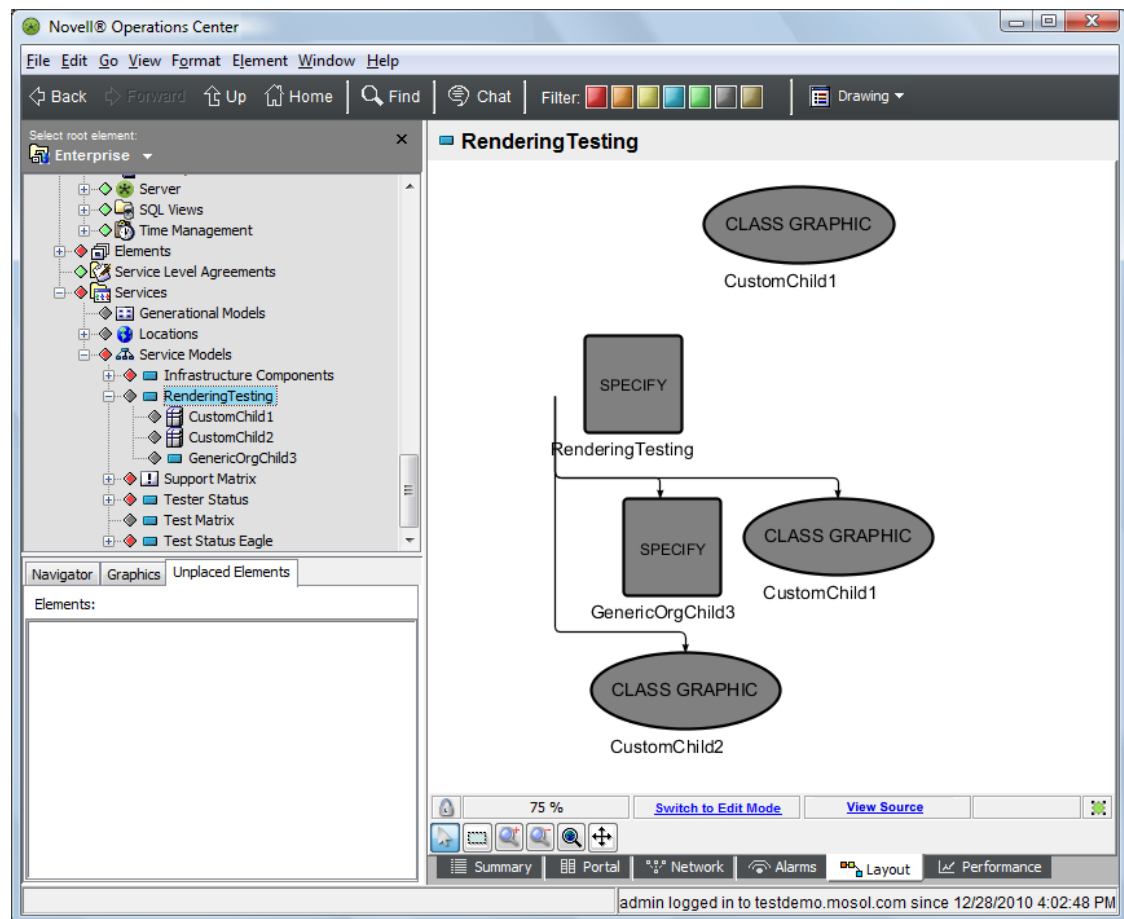 Novell® Operations Center
File Edit Go View Format Element Window Help
Back Forward Up Home Find Chat Filter: Drawing
Select root element:
Enterprise
Server
SQL Views
Time Management
Elements
Service Level Agreements
Services
Generational Models
Locations
Service Models
Infrastructure Components
RenderingTesting
CustomChild1
CustomChild2
GenericOrgChild3
Support Matrix
Tester Status
Test Matrix
Test Status Eagle
Navigator Graphics Unplaced Elements
Elements:
RenderingTesting
CLASS GRAPHIC
CustomChild1
SPECIFY
RenderingTesting
SPECIFY
GenericOrgChild3
CLASS GRAPHIC
CustomChild1
CLASS GRAPHIC
CustomChild2
75 % Switch to Edit Mode View Source
Summary Portal Network Alarms Layout Performance
admin logged in to testdemo.mosol.com since 12/28/2010 4:02:48 PM